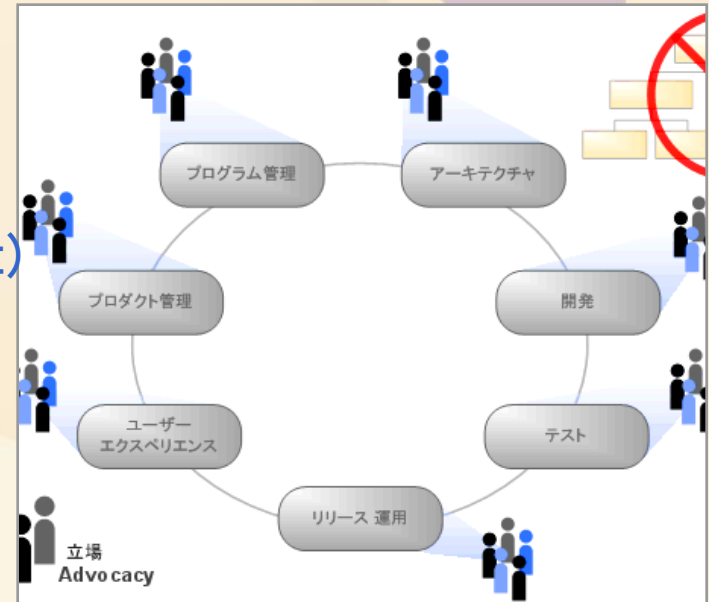 プログラム管理
アーキテクチャ
)
プロダクト管理
開発
ユーザー
エクスペリエンス
テスト
リリース 運用
立場
Advocacy